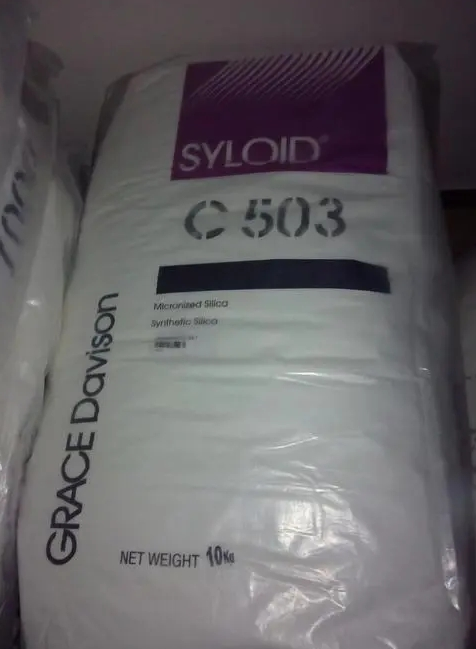 SYLOID®
C 503
Micronized Silica
Synthetic Silica
GRACE Davison
NET WEIGHT 10Kg